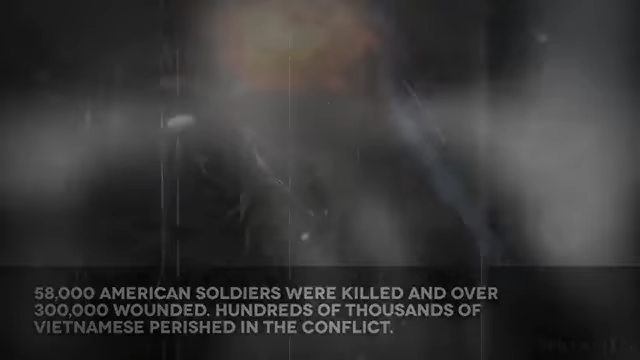 58,000 AMERICAN SOLDIERS WERE KILLED AND OVER
300,000 WOUNDED. HUNDREDS OF THOUSANDS OF
VIETNAMESE PERISHED IN THE CONFLICT.